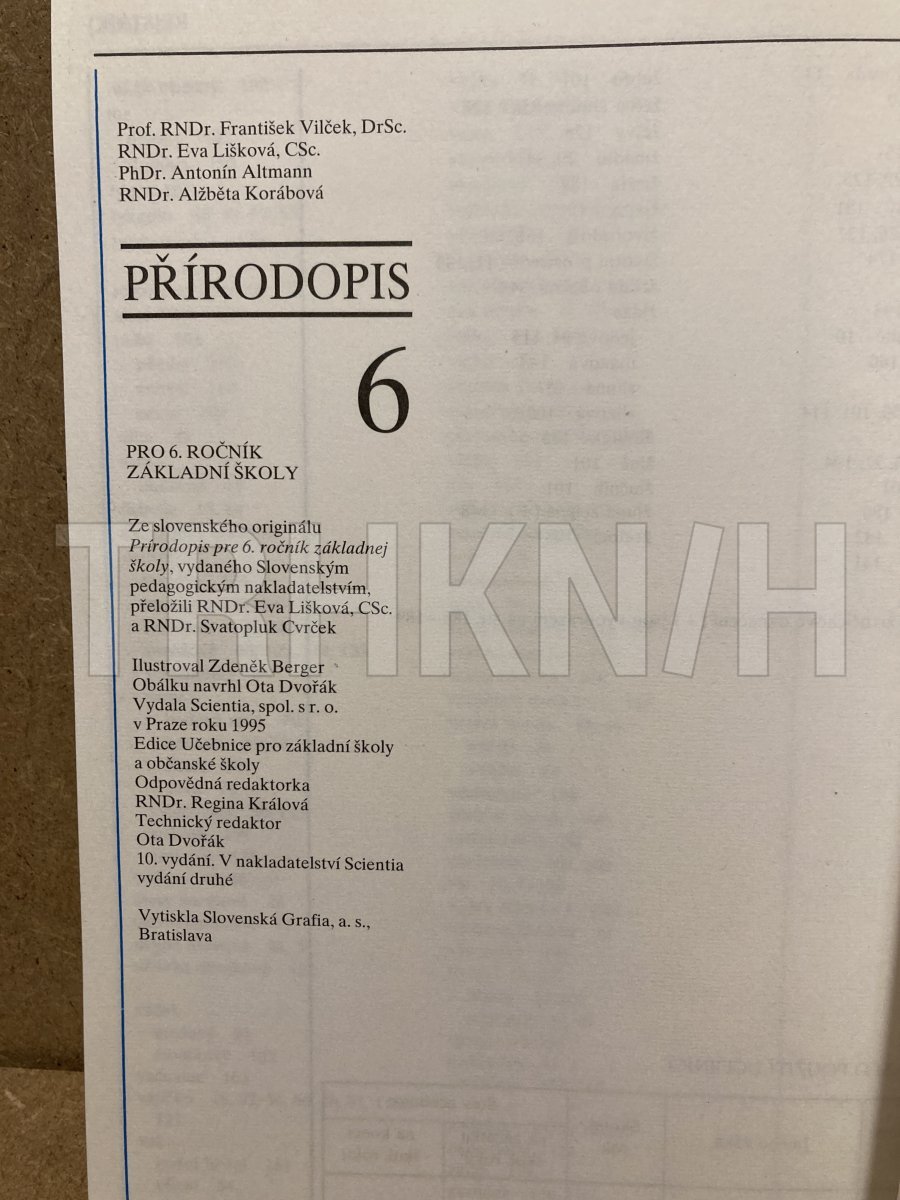 Prof. RNDr. František Vilček, DrSc.
RNDr. Eva Lišková, CSc.
PhDr. Antonín Altmann
RNDr. Alžběta Korábová
PŘÍRODOPIS
6
PRO 6. ROČNÍK
ZÁKLADNÍ ŠKOLY
Ze slovenského originálu
Prírodopis pre 6. ročník základnej
školy, vydaného Slovenským
pedagogickým nakladatelstvím,
přeložili RNDr. Eva Lišková, CSc.
a RNDr. Svatopluk Cvrček
TRHKNIH
Ilustroval Zdeněk Berger
Obálku navrhl Ota Dvořák
Vydala Scientia, spol. s r. o.
v Praze roku 1995
Edice Učebnice pro základní školy
a občanské školy
Odpovědná redaktorka
RNDr. Regina Králová
Technický redaktor
Ota Dvořák
10. vydání. V nakladatelství Scientia
vydání druhé
Vytiskla Slovenská Grafia, a. s.,
Bratislava